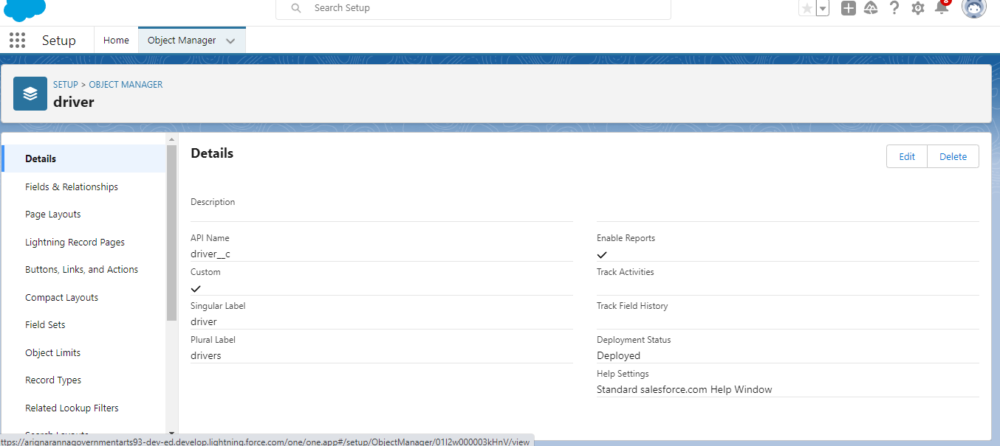 Search Setup
8
Setup
Home
Object Manager
SETUP > OBJECT MANAGER
driver
Details
Fields & Relationships
Page Layouts
Lightning Record Pages
Buttons, Links, and Actions
Compact Layouts
Field Sets
Object Limits
Record Types
Related Lookup Filters
Search Layouts
Details
Edit
Delete
Description
API Name
driver__c
Custom
Singular Label
driver
Plural Label
drivers
Enable Reports
Track Activities
Track Field History
Deployment Status
Deployed
Help Settings
Standard salesforce.com Help Window
ttps://arignarannagovernmentarts93-dev-ed.develop.lightning.force.com/one/one.app#/setup/ObjectManager/01I2w000003kHnV/view